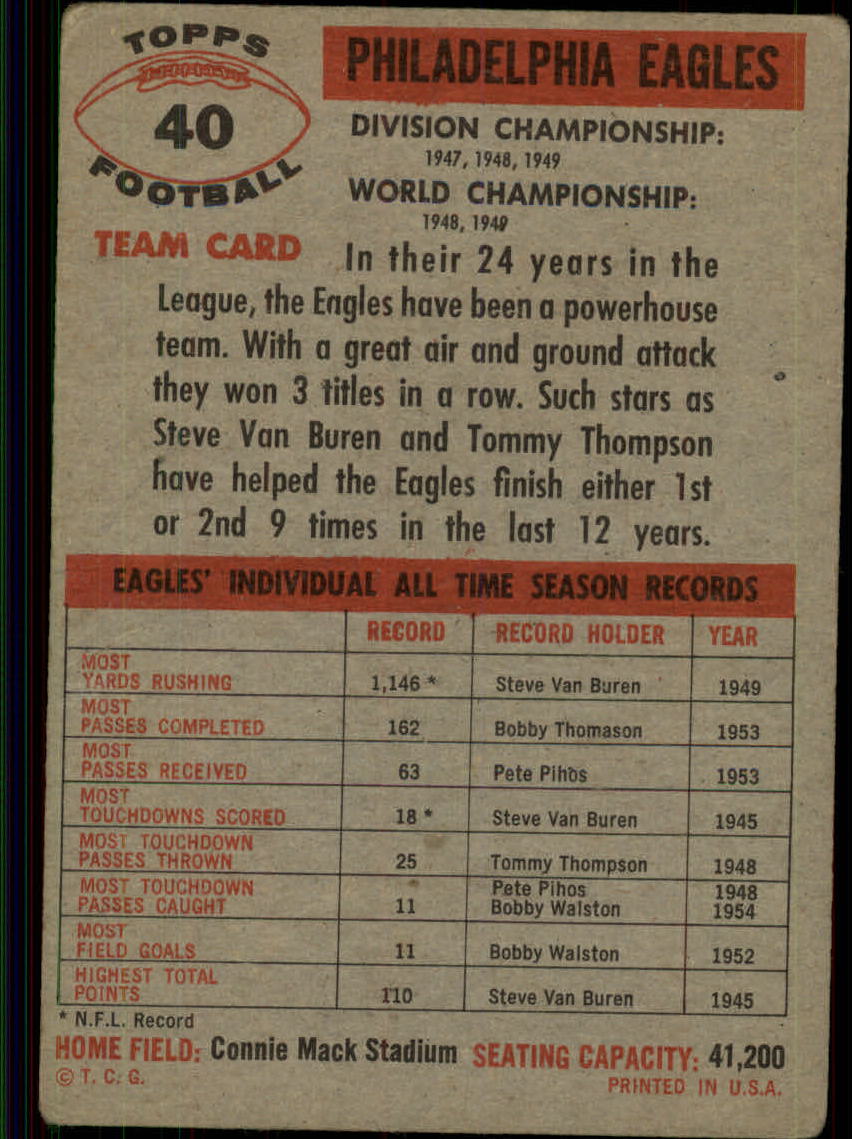 TOPPS
40
FOOTBALL
TEAM CARD
PHILADELPHIA EAGLES
DIVISION CHAMPIONSHIP:
1947, 1948, 1949
WORLD CHAMPIONSHIP:
1948, 1949
In their 24 years in the
League, the Eagles have been a powerhouse
team. With a great air and ground attack
they won 3 titles in a row. Such stars as
Steve Van Buren and Tommy Thompson
have helped the Eagles finish either 1st
or 2nd 9 times in the last 12 years.
EAGLES' INDIVIDUAL ALL TIME SEASON RECORDS
RECORD RECORD HOLDER YEAR
MOST
YARDS RUSHING 1,146 * Steve Van Buren 1949
MOST
PASSES COMPLETED 162 Bobby Thomason 1953
MOST
PASSES RECEIVED 63 Pete Pihos 1953
MOST
TOUCHDOWNS SCORED 18 * Steve Van Buren 1945
MOST TOUCHDOWN
PASSES THROWN 25 Tommy Thompson 1948
MOST TOUCHDOWN Pete Pihos 1948
PASSES CAUGHT 11 Bobby Walston 1954
MOST
FIELD GOALS 11 Bobby Walston 1952
HIGHEST TOTAL
POINTS 110 Steve Van Buren 1945
* N.F.L. Record
HOME FIELD: Connie Mack Stadium SEATING CAPACITY: 41,200
© T. C. G. PRINTED IN U.S.A.